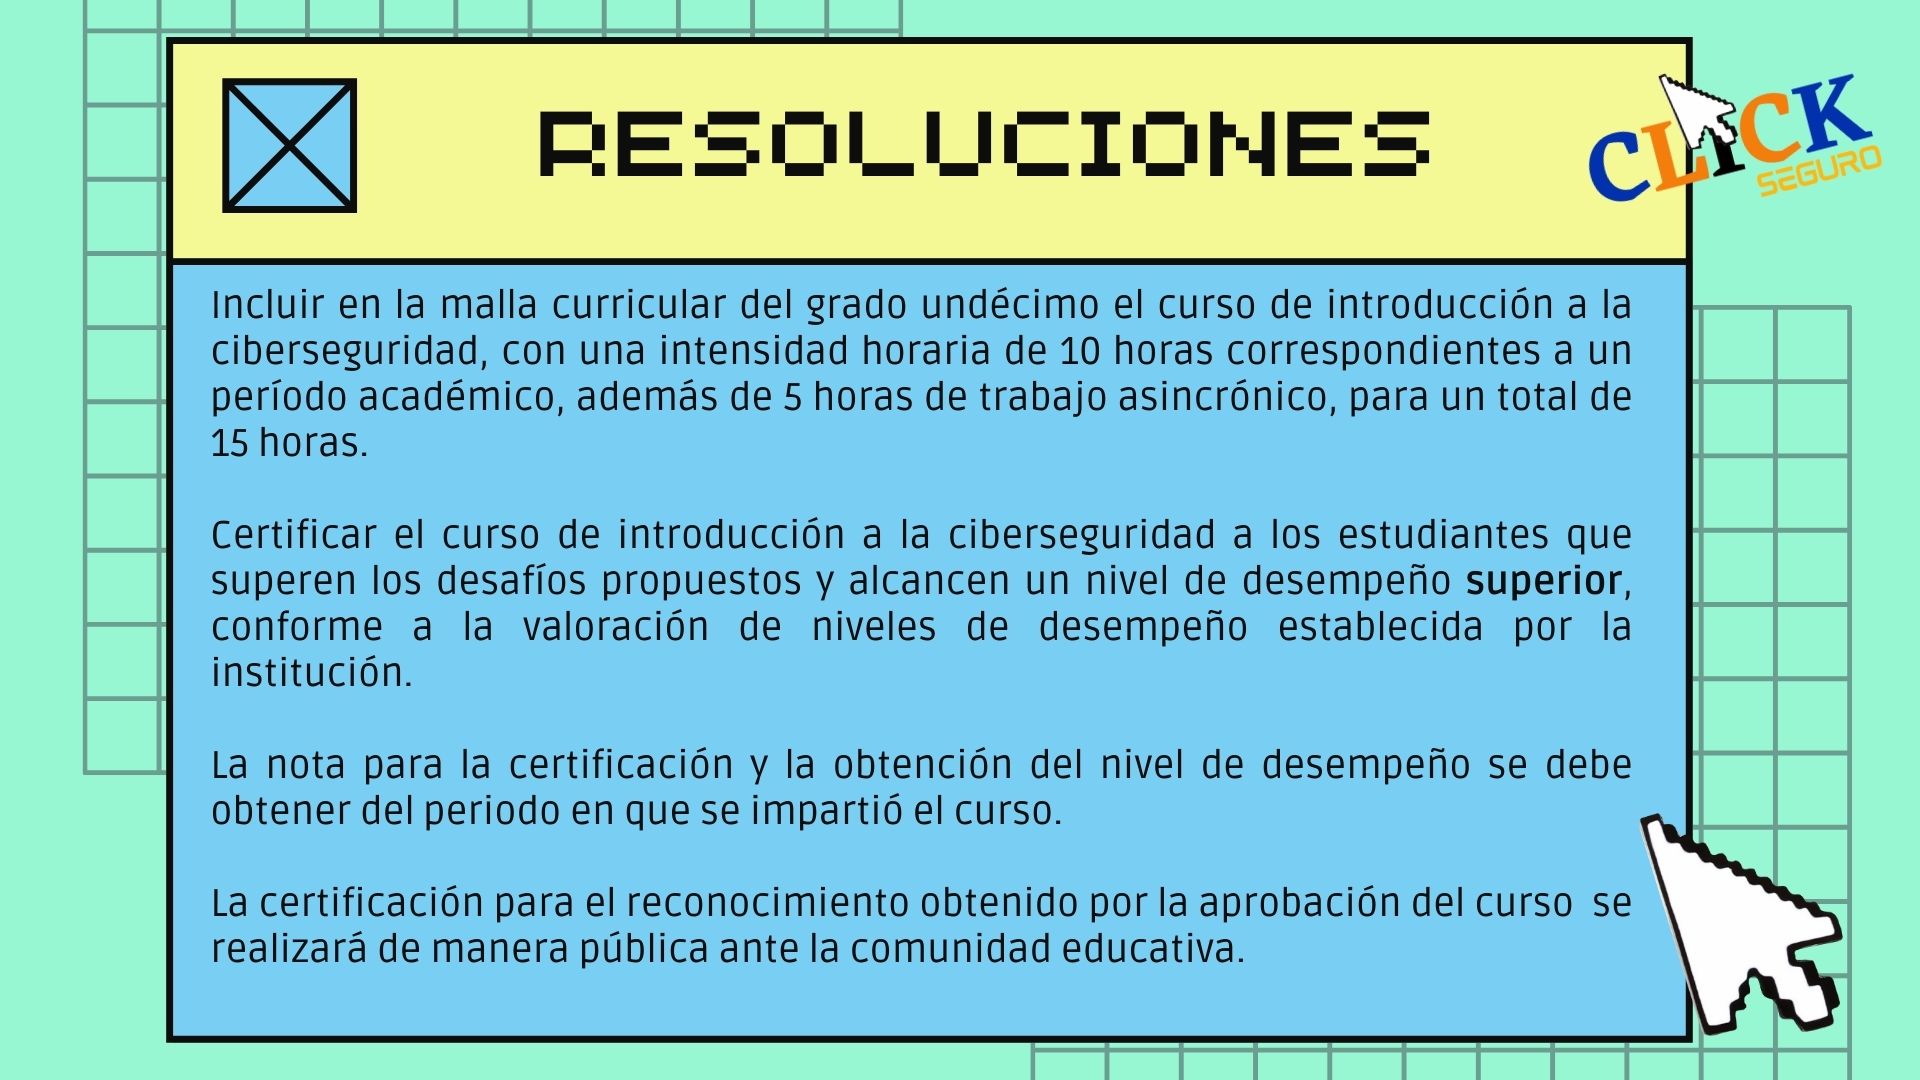 RESOLUCIONES
CLICK
SEGURO
Incluir en la malla curricular del grado undécimo el curso de introducción a la
ciberseguridad, con una intensidad horaria de 10 horas correspondientes a un
período académico, además de 5 horas de trabajo asincrónico, para un total de
15 horas.
Certificar el curso de introducción a la ciberseguridad a los estudiantes que
superen los desafíos propuestos y alcancen un nivel de desempeño superior,
conforme a la valoración de niveles de desempeño establecida por la
institución.
La nota para la certificación y la obtención del nivel de desempeño se debe
obtener del periodo en que se impartió el curso.
La certificación para el reconocimiento obtenido por la aprobación del curso se
realizará de manera pública ante la comunidad educativa.